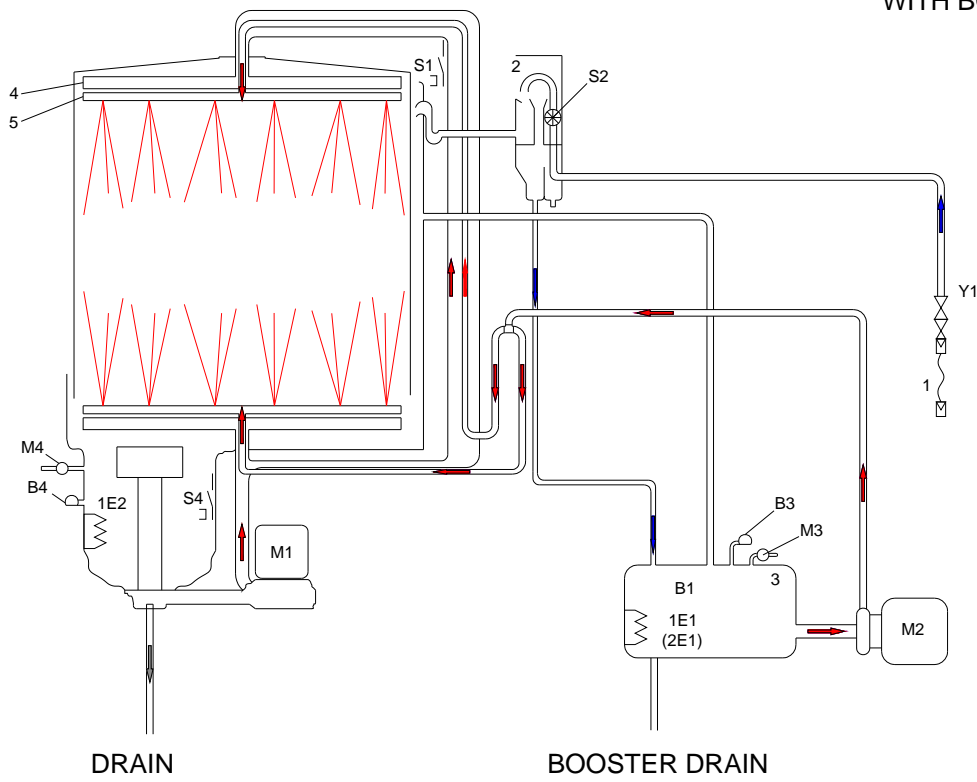 WITH
4
5
S1
2
S2
Y1
1
M4
B4
1E2
S4
M1
B3
M3
3
B1
1E1
(2E1)
M2
DRAIN
BOOSTER DRAIN